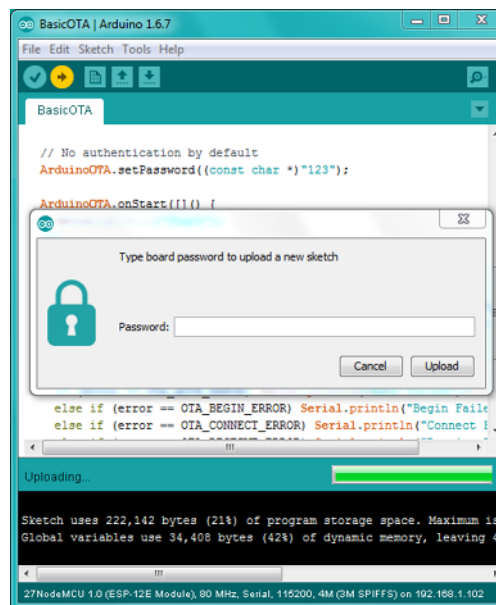 BasicOTA | Arduino 1.6.7
File Edit Sketch Tools Help
BasicOTA
// No authentication by default
ArduinoOTA.setPassword((const char *)"123");
ArduinoOTA.onStart([]() {
Type board password to upload a new sketch
Password:
Cancel Upload
else if (error == OTA_BEGIN_ERROR) Serial.println("Begin Faile
else if (error == OTA_CONNECT_ERROR) Serial.println("Connect
Uploading...
Sketch uses 222,142 bytes (21%) of program storage space. Maximum is
Global variables use 34,408 bytes (42%) of dynamic memory, leaving 4
27NodeMCU 1.0 (ESP-12E Module), 80 MHz, Serial, 115200, 4M (3M SPIFFS) on 192.168.1.102